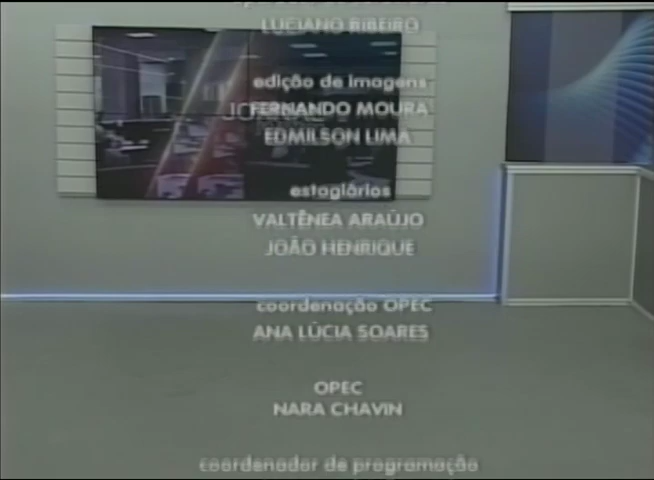 LUCIANO RIBEIRO
edição de imagens
FERNANDO MOURA
EDMILSON LIMA
estagiários
VALTÊNEA ARAÚJO
JOÃO HENRIQUE
coordenação OPEC
ANA LÚCIA SOARES
OPEC
NARA CHAVIN
coordenador de programação